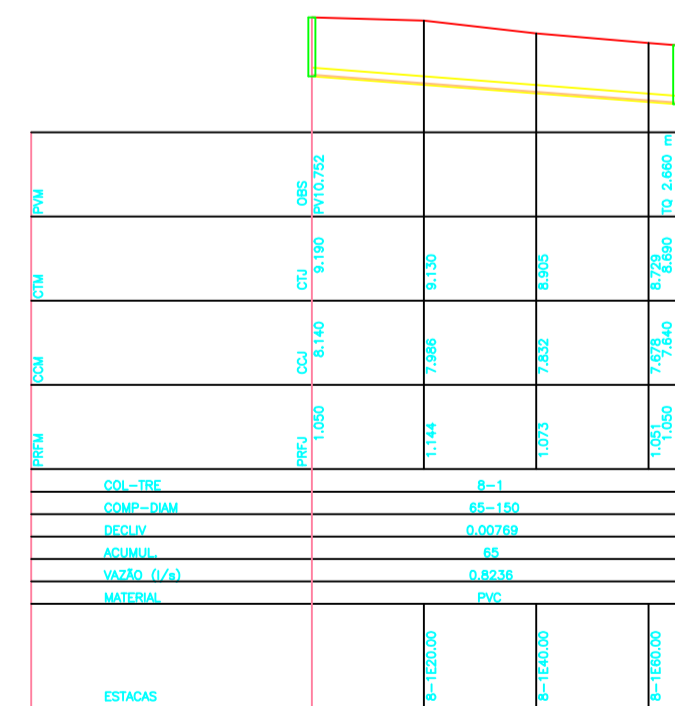 PVM
OBS
PV10.752
TQ 2.660 m
CTM
CTJ
9.190
9.130
8.905
8.729
8.690
CCM
CCJ
8.140
7.986
7.832
7.678
7.640
PRFM
PRFJ
1.050
1.144
1.073
1.051
1.050
COL-TRE 8-1
COMP-DIAM 65-150
DECLIV 0.00769
ACUMUL. 65
VAZÃO (l/s) 0.8236
MATERIAL PVC
ESTACAS
8-1E20.00
8-1E40.00
8-1E60.00